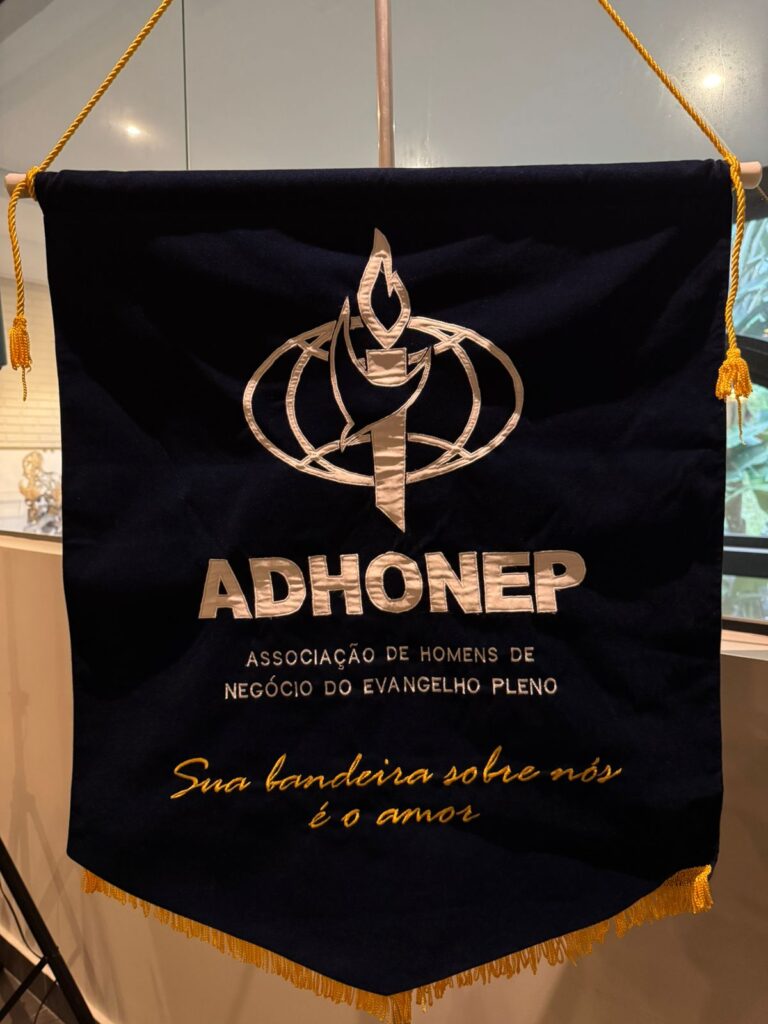 ADHONEP
ASSOCIAÇÃO DE HOMENS DE
NEGÓCIO DO EVANGELHO PLENO
Sua bandeira sobre nós
é o amor